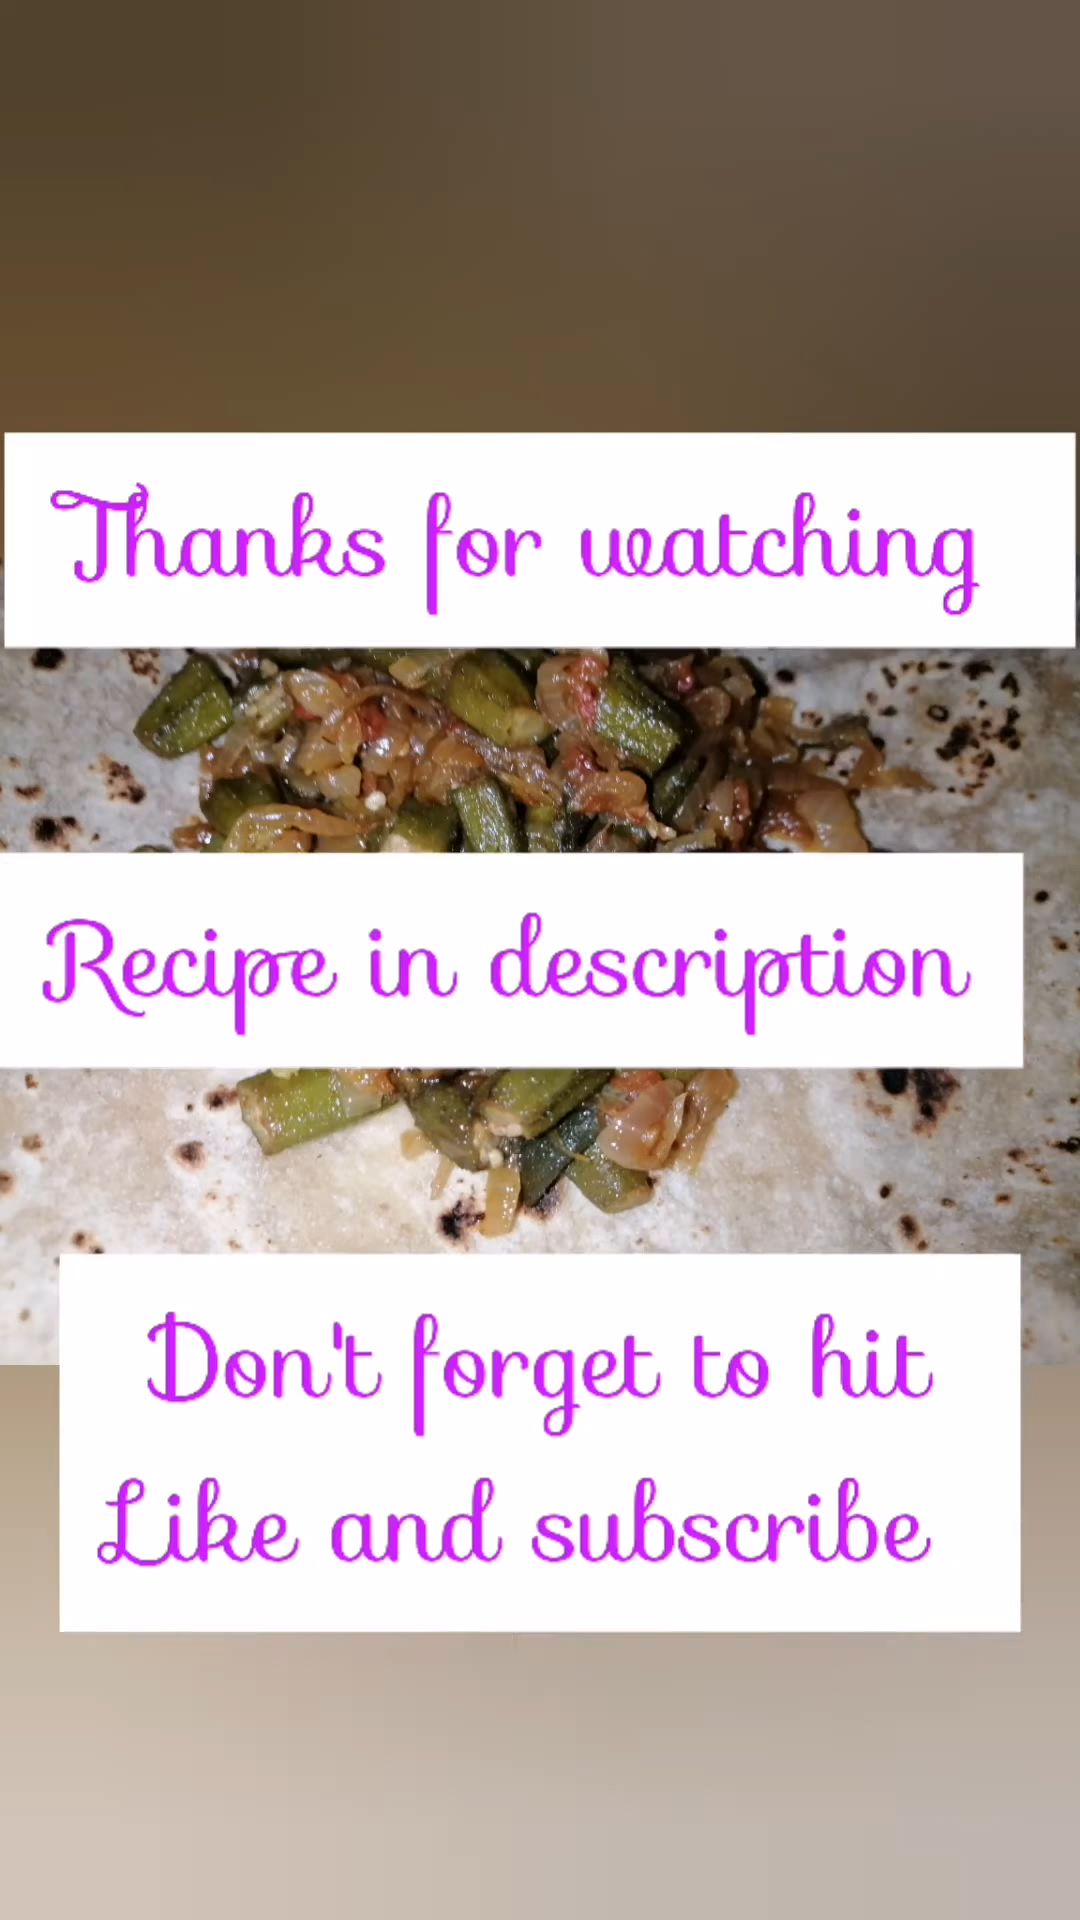 Thanks for watching
Recipe in description
Don't forget to hit
Like and subscribe